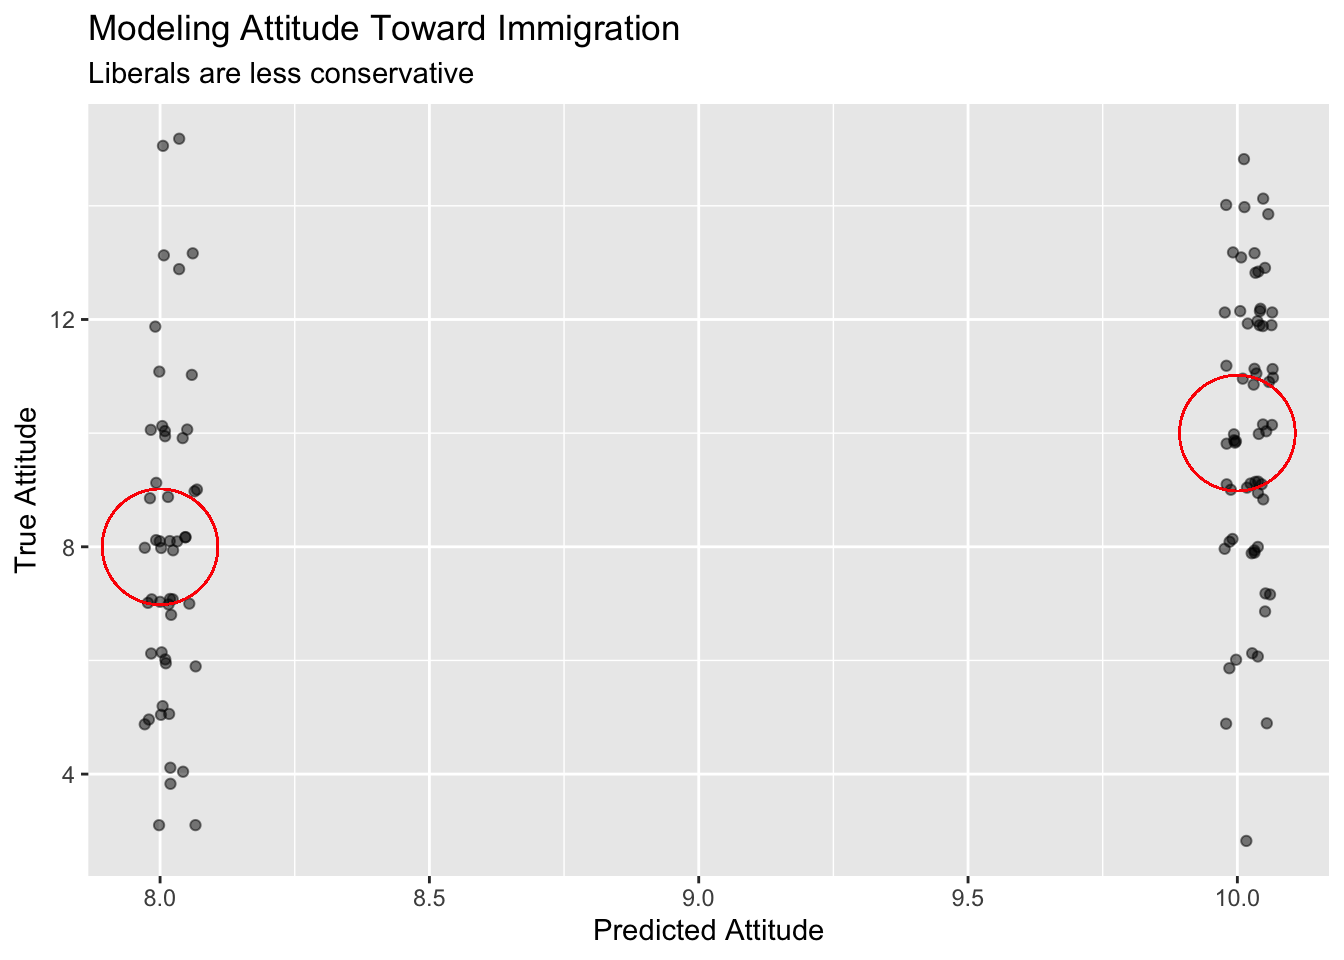 Modeling Attitude Toward Immigration
Liberals are less conservative
True Attitude
12
8
4
8.0 8.5 9.0 9.5 10.0
Predicted Attitude